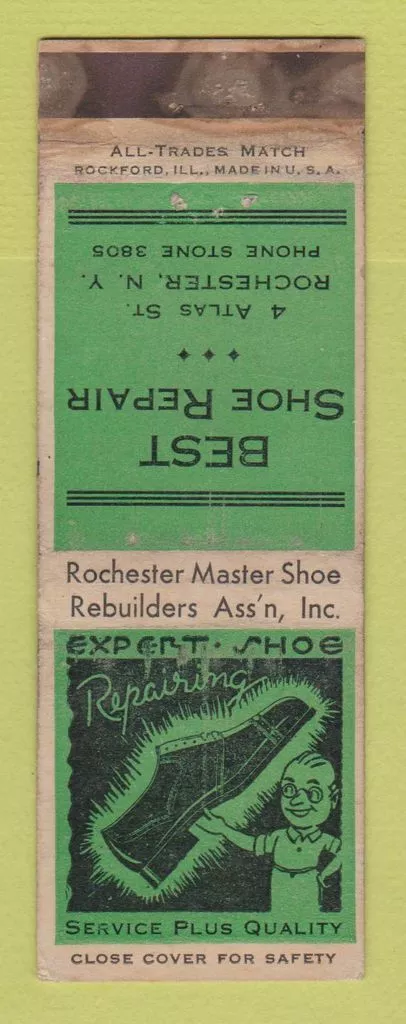 ALL-TRADES MATCH
ROCKFORD, ILL., MADE IN U. S. A.
BEST
SHOE REPAIR
4 ATLAS ST.
ROCHESTER, N. Y.
PHONE STONE 3805
Rochester Master Shoe
Rebuilders Ass'n, Inc.
EXPERT · SHOE
Repairing
SERVICE PLUS QUALITY
CLOSE COVER FOR SAFETY